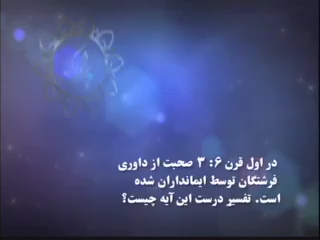 در اول قرن ۶: ۳ صحبت از داوری
فرشتگان توسط ایمانداران شده
است. تفسیر درست این آیه چیست؟